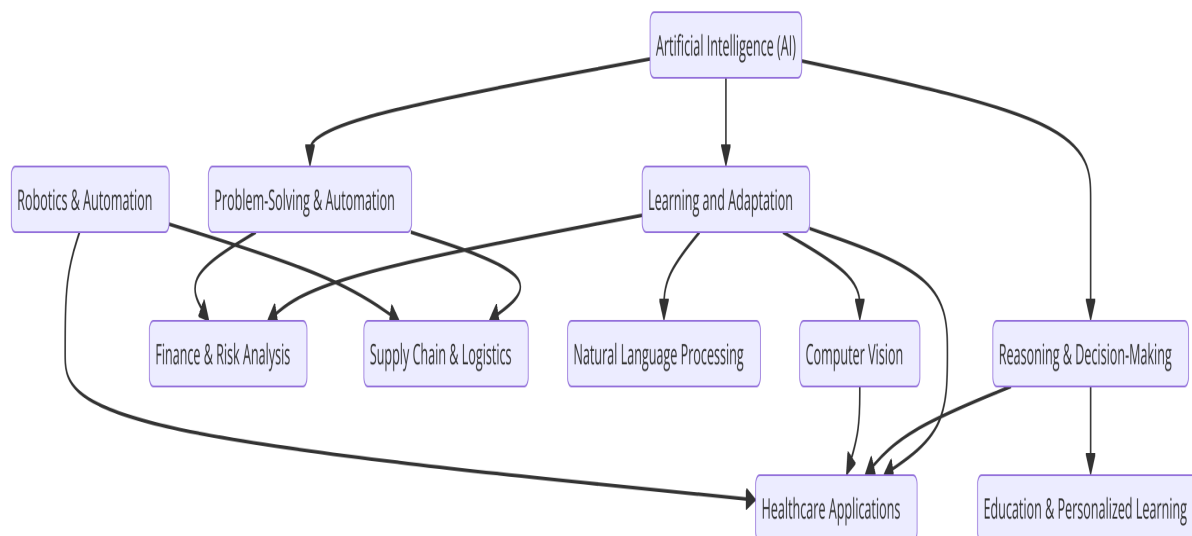 Artificial Intelligence (AI)
Robotics & Automation
Problem-Solving & Automation
Learning and Adaptation
Finance & Risk Analysis
Supply Chain & Logistics
Natural Language Processing
Computer Vision
Reasoning & Decision-Making
Healthcare Applications
Education & Personalized Learning